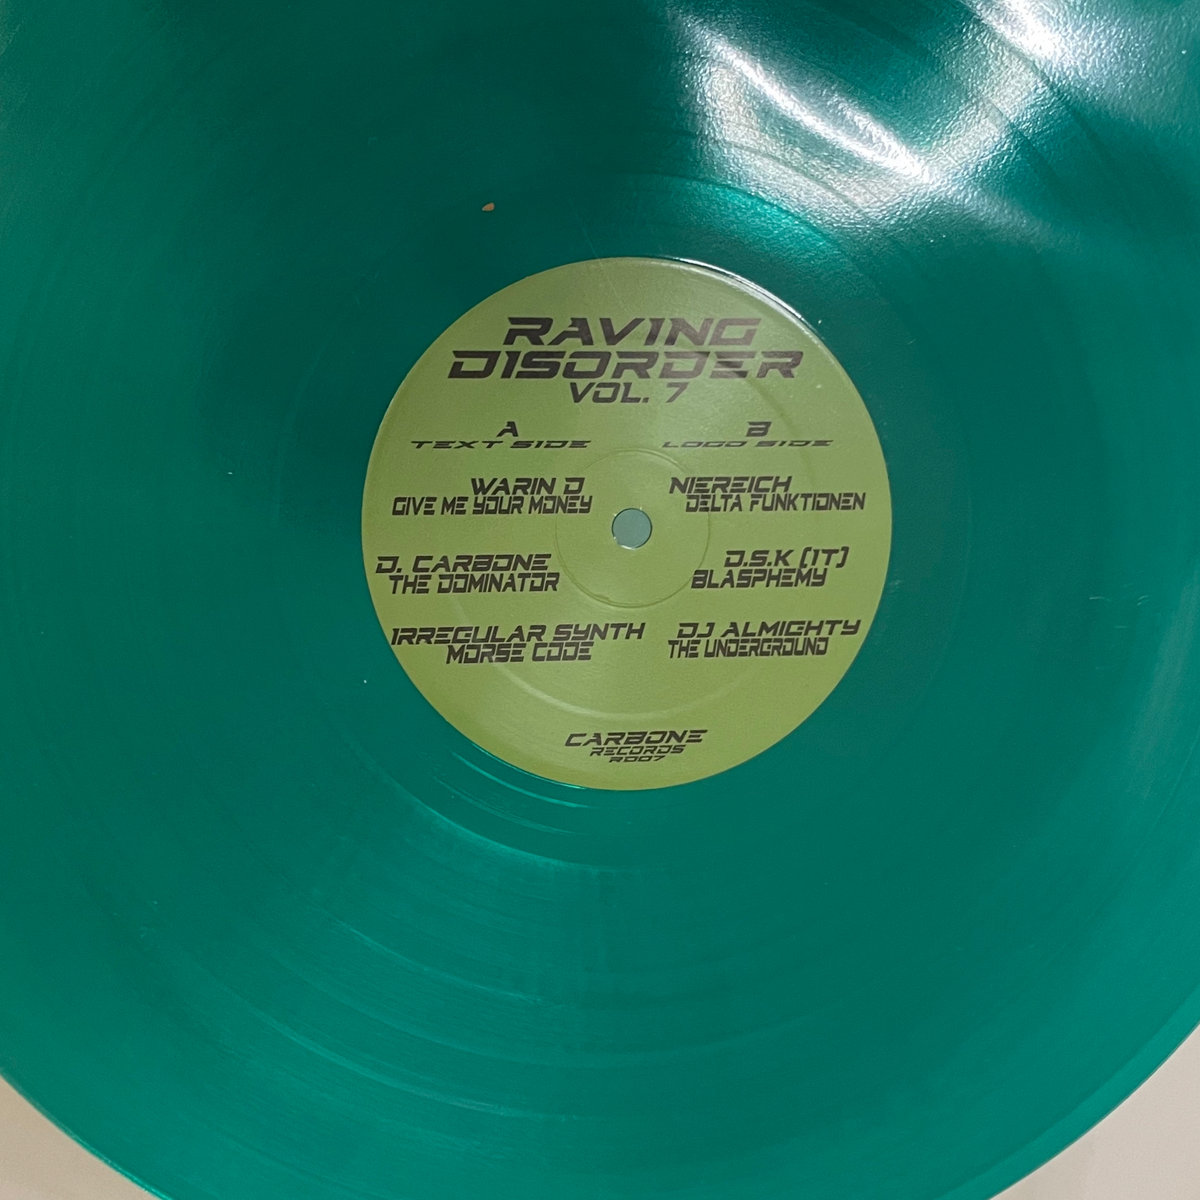 RAVING
DISORDER
VOL. 7
A
TEXT SIDE
WARIN D
GIVE ME YOUR MONEY
D. CARBONE
THE DOMINATOR
IRREGULAR SYNTH
MORSE CODE
B
LOGO SIDE
NIEREICH
DELTA FUNKTIONEN
D.S.K (IT)
BLASPHEMY
DJ ALMIGHTY
THE UNDERGROUND
CARBONE
RECORDS
RD07